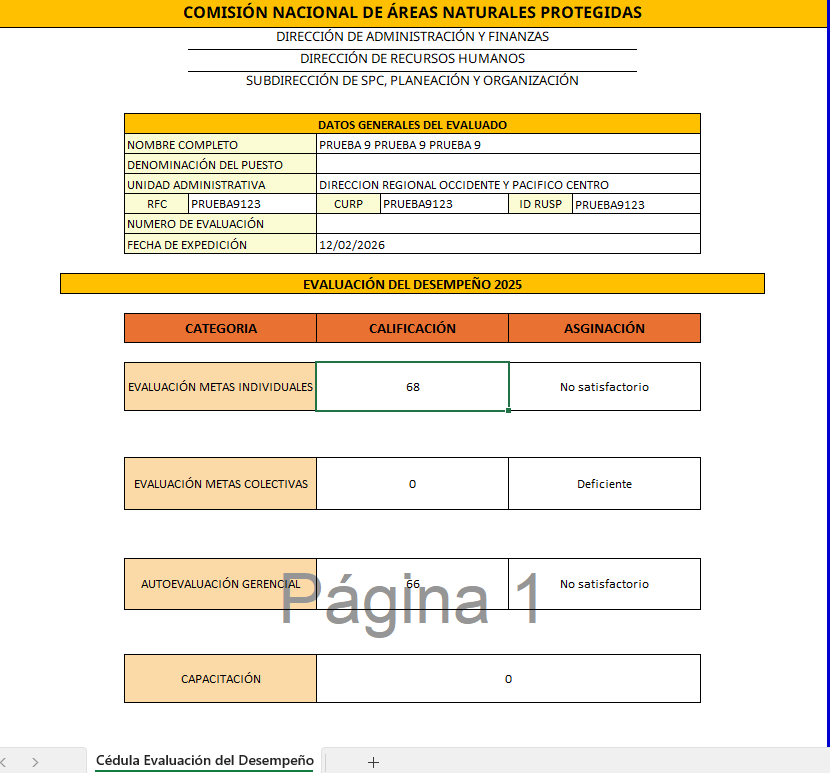 COMISIÓN NACIONAL DE ÁREAS NATURALES PROTEGIDAS
DIRECCIÓN DE ADMINISTRACIÓN Y FINANZAS
DIRECCIÓN DE RECURSOS HUMANOS
SUBDIRECCIÓN DE SPC, PLANEACIÓN Y ORGANIZACIÓN
DATOS GENERALES DEL EVALUADO
NOMBRE COMPLETO PRUEBA 9 PRUEBA 9 PRUEBA 9
DENOMINACIÓN DEL PUESTO
UNIDAD ADMINISTRATIVA DIRECCION REGIONAL OCCIDENTE Y PACIFICO CENTRO
RFC PRUEBA9123 CURP PRUEBA9123 ID RUSP PRUEBA9123
NUMERO DE EVALUACIÓN
FECHA DE EXPEDICIÓN 12/02/2026
EVALUACIÓN DEL DESEMPEÑO 2025
CATEGORIA CALIFICACIÓN ASGINACIÓN
EVALUACIÓN METAS INDIVIDUALES 68 No satisfactorio
EVALUACIÓN METAS COLECTIVAS 0 Deficiente
AUTOEVALUACIÓN GERENCIAL 66 No satisfactorio
Página 1
CAPACITACIÓN 0
Cédula Evaluación del Desempeño